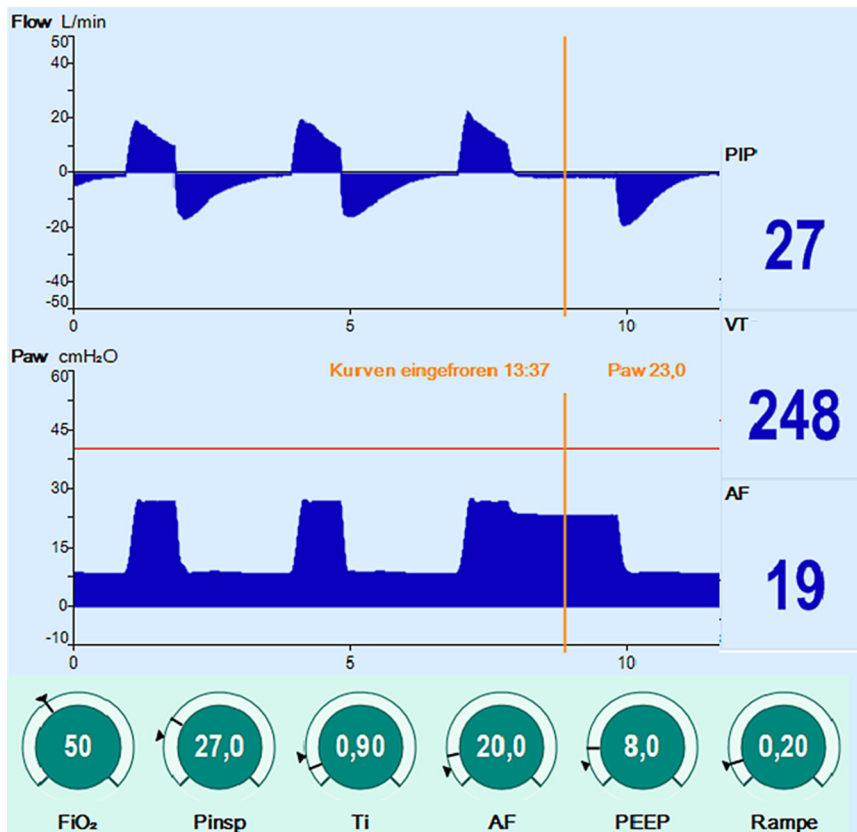 Flow L/min
50
40
20
0
-20
-40
-50
0
5
10
PIP
27
VT
248
AF
19
Paw cmH₂O
Kurven eingefroren 13:37
Paw 23,0
60
45
30
15
0
-10
0
5
10
50
27,0
0,90
20,0
8,0
0,20
FiO₂
Pinsp
Ti
AF
PEEP
Rampe